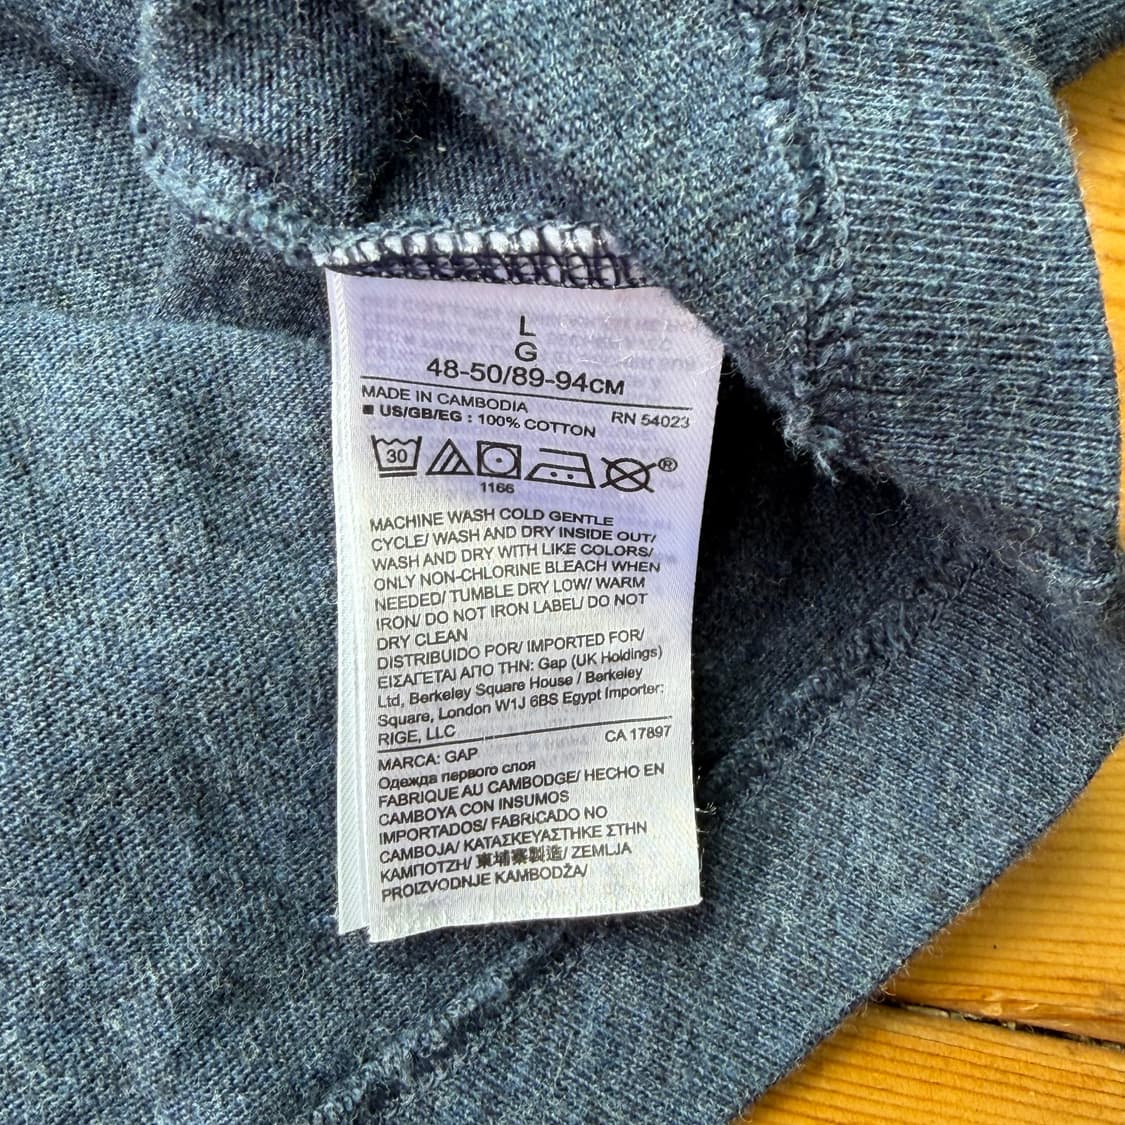 L
G
48-50/89-94CM
MADE IN CAMBODIA RN 54023
■ US/GB/EG : 100% COTTON
30
®
1166
MACHINE WASH COLD GENTLE
CYCLE/ WASH AND DRY INSIDE OUT/
WASH AND DRY WITH LIKE COLORS/
ONLY NON-CHLORINE BLEACH WHEN
NEEDED/ TUMBLE DRY LOW/ WARM
IRON/ DO NOT IRON LABEL/ DO NOT
DRY CLEAN
DISTRIBUIDO POR/ IMPORTED FOR/
ΕΙΣΑΓΕΤΑΙ ΑΠΟ ΤΗΝ: Gap (UK Holdings)
Ltd, Berkeley Square House / Berkeley
Square, London W1J 6BS Egypt Importer:
RIGE, LLC
CA 17897
MARCA: GAP
Одежда первого слоя
FABRIQUE AU CAMBODGE/ HECHO EN
CAMBOYA CON INSUMOS
IMPORTADOS/ FABRICADO NO
CAMBOJA/ ΚΑΤΑΣΚΕΥΑΣΤΗΚΕ ΣΤΗΝ
ΚΑΜΠΟΤΖΗ/ 柬埔寨製造/ ZEMLJA
PROIZVODNJE KAMBODŽA/